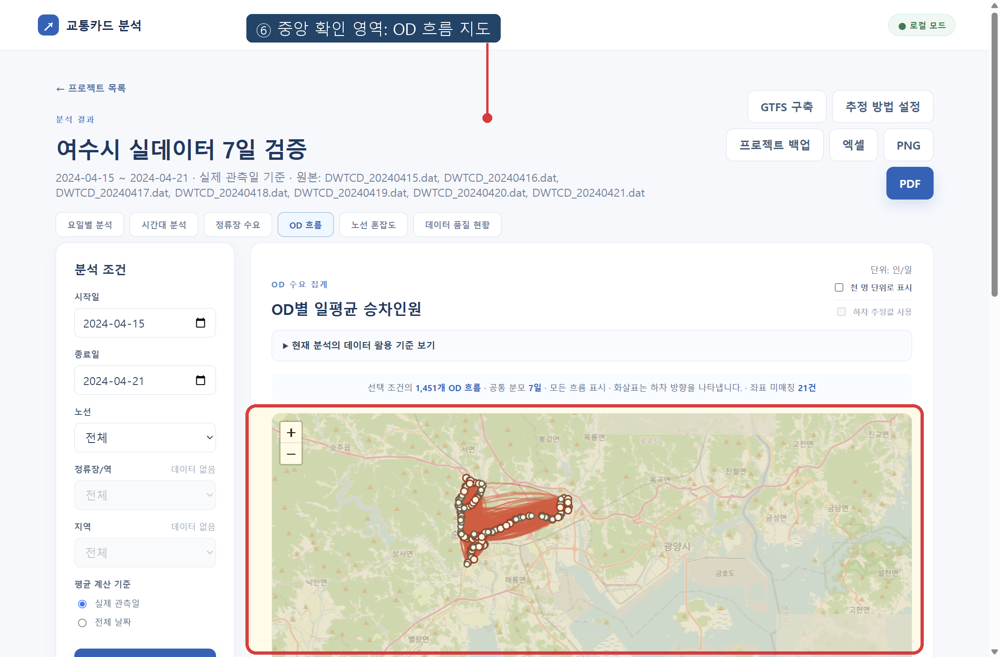 교통카드 분석
⑥ 중앙 확인 영역: OD 흐름 지도
● 로컬 모드
← 프로젝트 목록
GTFS 구축
추정 방법 설정
분석 결과
여수시 실데이터 7일 검증
프로젝트 백업
엑셀
PNG
2024-04-15 ~ 2024-04-21 · 실제 관측일 기준 · 원본: DWTCD_20240415.dat, DWTCD_20240416.dat,
DWTCD_20240417.dat, DWTCD_20240418.dat, DWTCD_20240419.dat, DWTCD_20240420.dat, DWTCD_20240421.dat
PDF
요일별 분석
시간대 분석
정류장 수요
OD 흐름
노선 혼잡도
데이터 품질 현황
분석 조건
시작일
2024-04-15
종료일
2024-04-21
노선
전체
정류장/역 데이터 없음
전체
지역 데이터 없음
전체
평균 계산 기준
실제 관측일
전체 날짜
단위: 인/일
OD 수요 집계
천 명 단위로 표시
OD별 일평균 승차인원
하차 추정값 사용
▶ 현재 분석의 데이터 활용 기준 보기
선택 조건의 1,451개 OD 흐름 · 공통 분모 7일 · 모든 흐름 표시 · 화살표는 하차 방향을 나타냅니다. · 좌표 미매칭 21건
+
−
승주읍
서면
봉강면
옥룡면
광양시
진상면
고전면
진교면
옥곡면
진월면
금남면
금성면
광양시
상사면
낙안면
해룡면
금호도
설천면
고현면
별량면